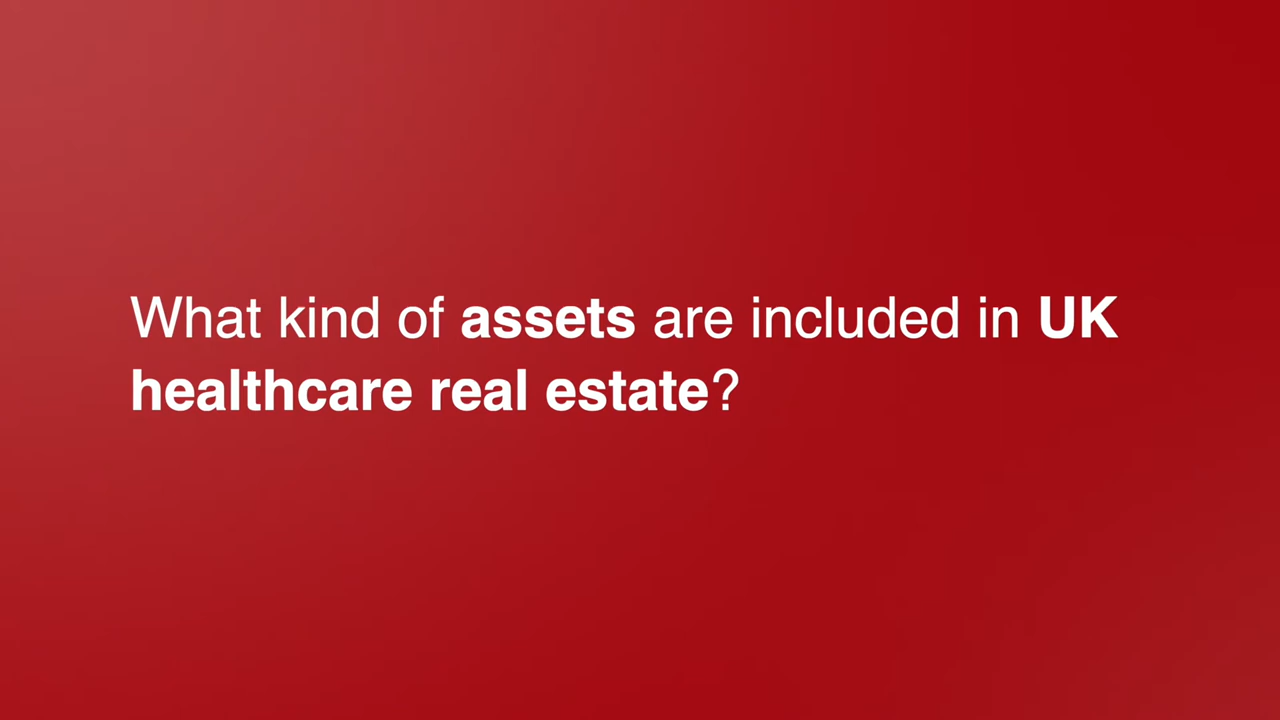 What kind of assets are included in UK
healthcare real estate?